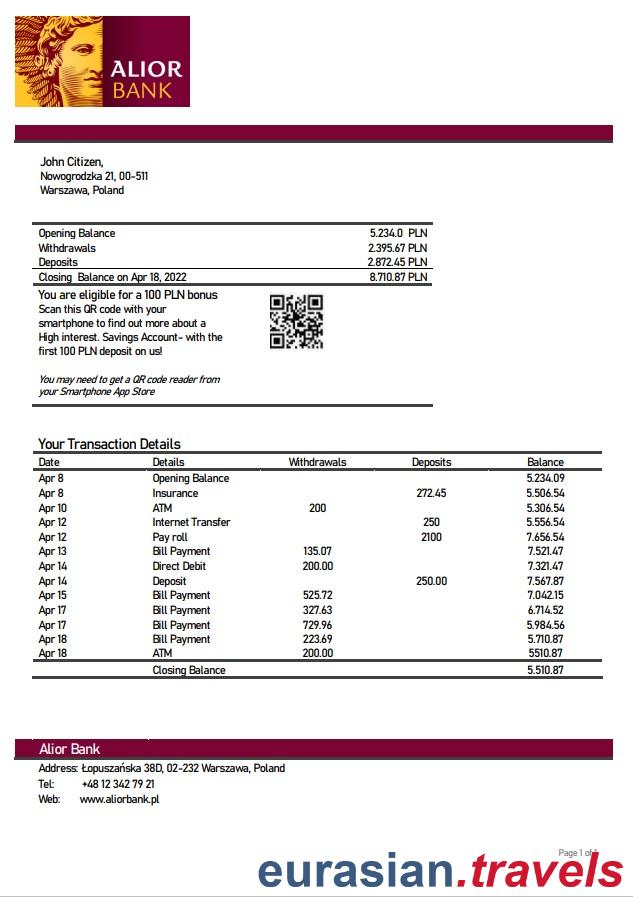 ALIOR
BANK
John Citizen,
Nowogrodzka 21, 00-511
Warszawa, Poland
Opening Balance 5.234.0 PLN
Withdrawals 2.395.67 PLN
Deposits 2.872.45 PLN
Closing Balance on Apr 18, 2022 8.710.87 PLN
You are eligible for a 100 PLN bonus
Scan this QR code with your
smartphone to find out more about a
High interest. Savings Account- with the
first 100 PLN deposit on us!
You may need to get a QR code reader from
your Smartphone App Store
Your Transaction Details
Date Details Withdrawals Deposits Balance
Apr 8 Opening Balance 5.234.09
Apr 8 Insurance 272.45 5.506.54
Apr 10 ATM 200 5.306.54
Apr 12 Internet Transfer 250 5.556.54
Apr 12 Pay roll 2100 7.656.54
Apr 13 Bill Payment 135.07 7.521.47
Apr 14 Direct Debit 200.00 7.321.47
Apr 14 Deposit 250.00 7.567.87
Apr 15 Bill Payment 525.72 7.042.15
Apr 17 Bill Payment 327.63 6.714.52
Apr 17 Bill Payment 729.96 5.984.56
Apr 18 Bill Payment 223.69 5.710.87
Apr 18 ATM 200.00 5510.87
Closing Balance 5.510.87
Alior Bank
Address: Łopuszańska 38D, 02-232 Warszawa, Poland
Tel: +48 12 342 79 21
Web: www.aliorbank.pl
Page 1 of 1
eurasian.travels